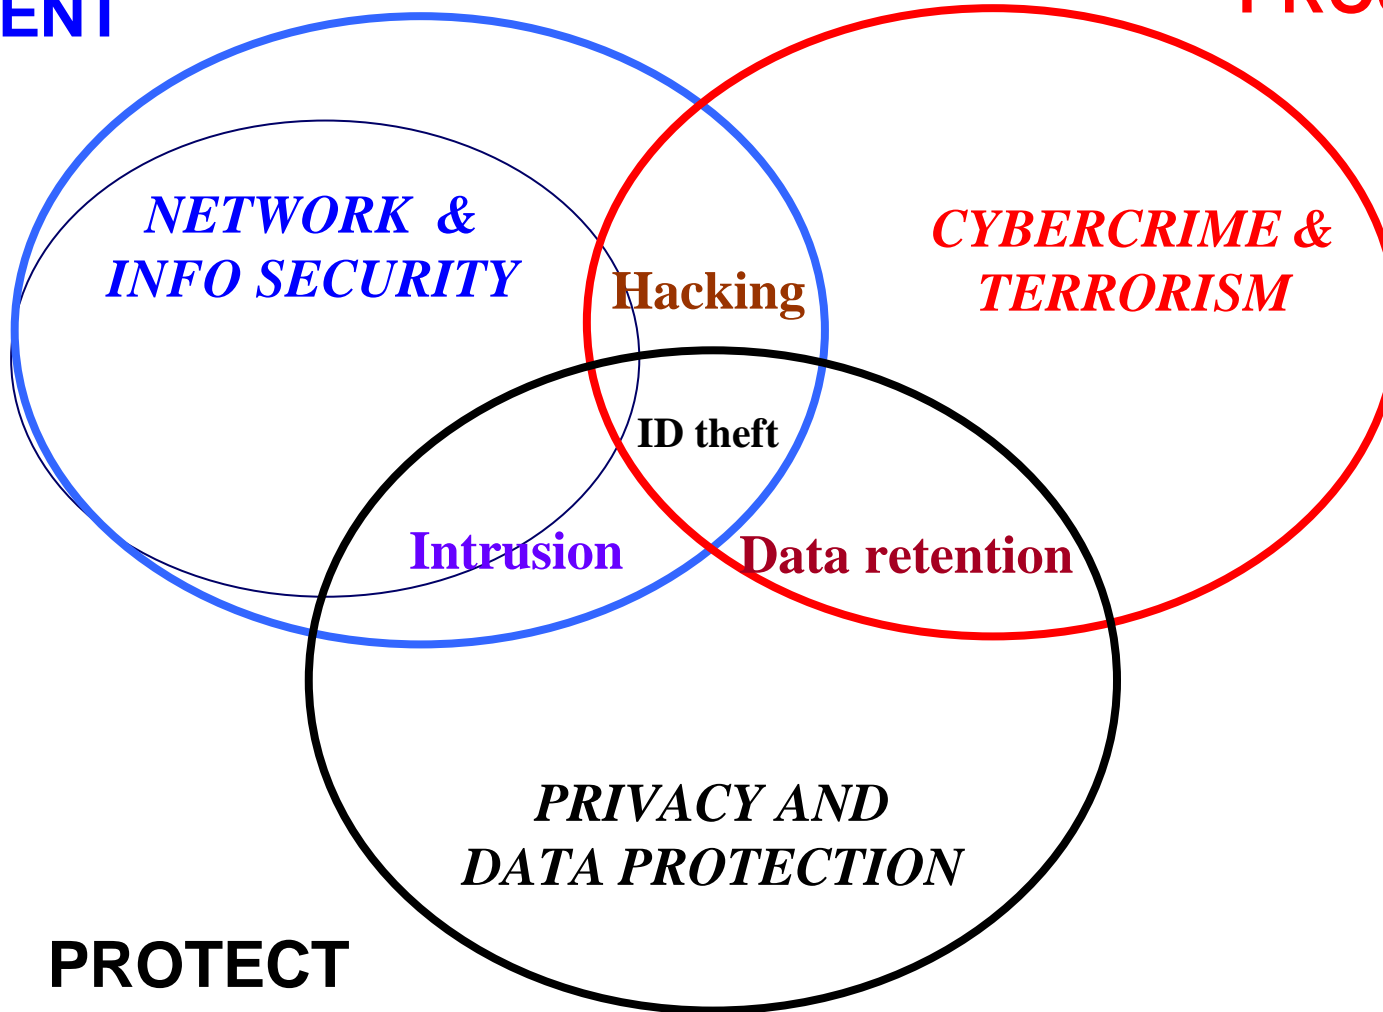 ENT
NETWORK &
INFO SECURITY
CYBERCRIME &
TERRORISM
Hacking
ID theft
Intrusion
Data retention
PRIVACY AND
DATA PROTECTION
PROTECT